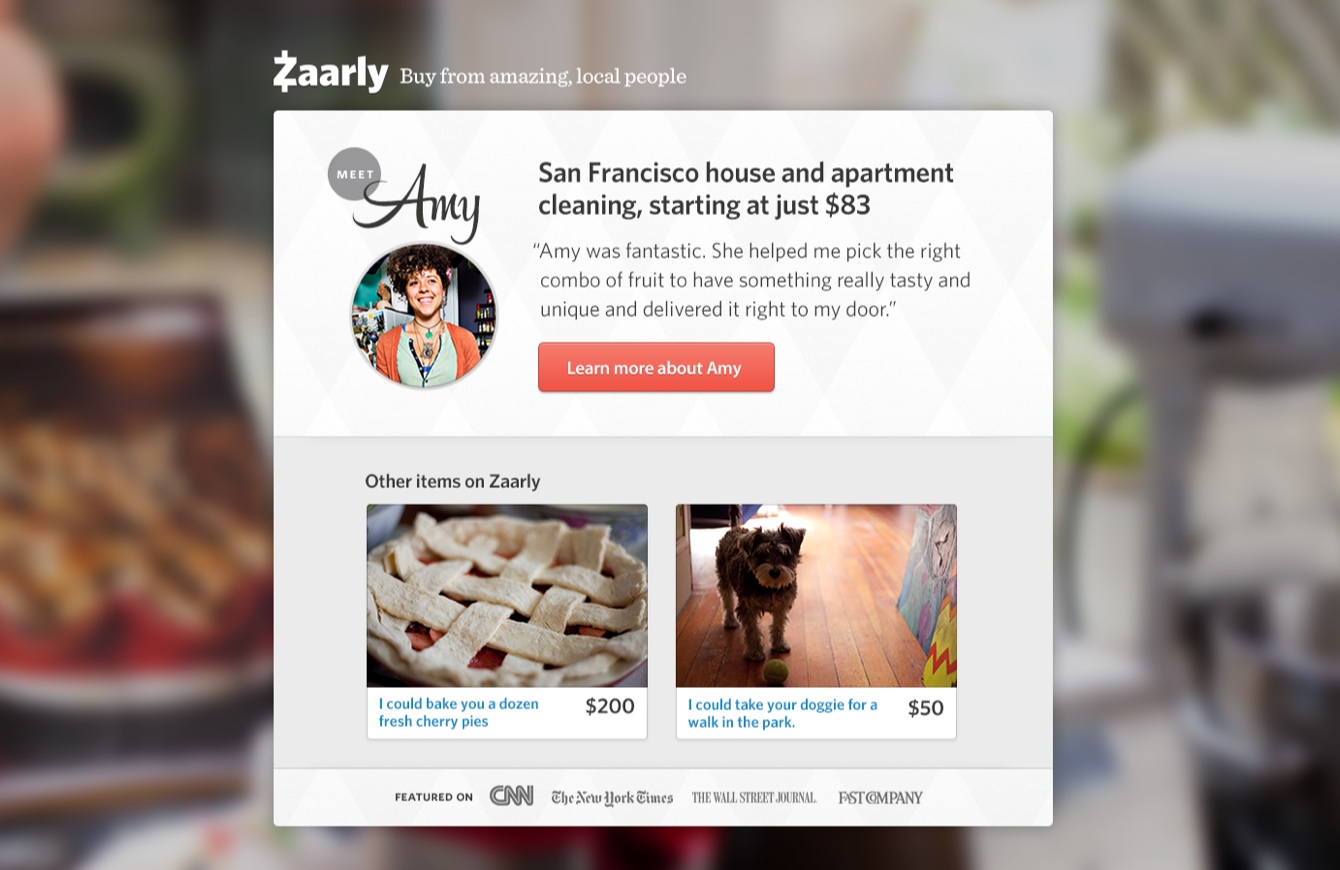 Zaarly Buy from amazing, local people
MEET
Amy
San Francisco house and apartment
cleaning, starting at just $83
“Amy was fantastic. She helped me pick the right
combo of fruit to have something really tasty and
unique and delivered it right to my door.”
Learn more about Amy
Other items on Zaarly
I could bake you a dozen
fresh cherry pies
$200
I could take your doggie for a
walk in the park.
$50
FEATURED ON CNN The New York Times THE WALL STREET JOURNAL. FAST COMPANY